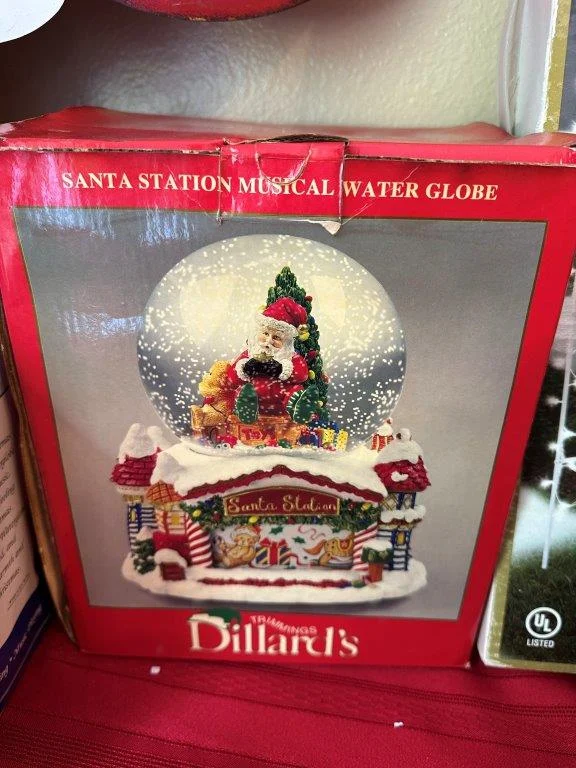 SANTA STATION MUSICAL WATER GLOBE
Santa Station
TRIMMINGS
Dillard's
UL
LISTED